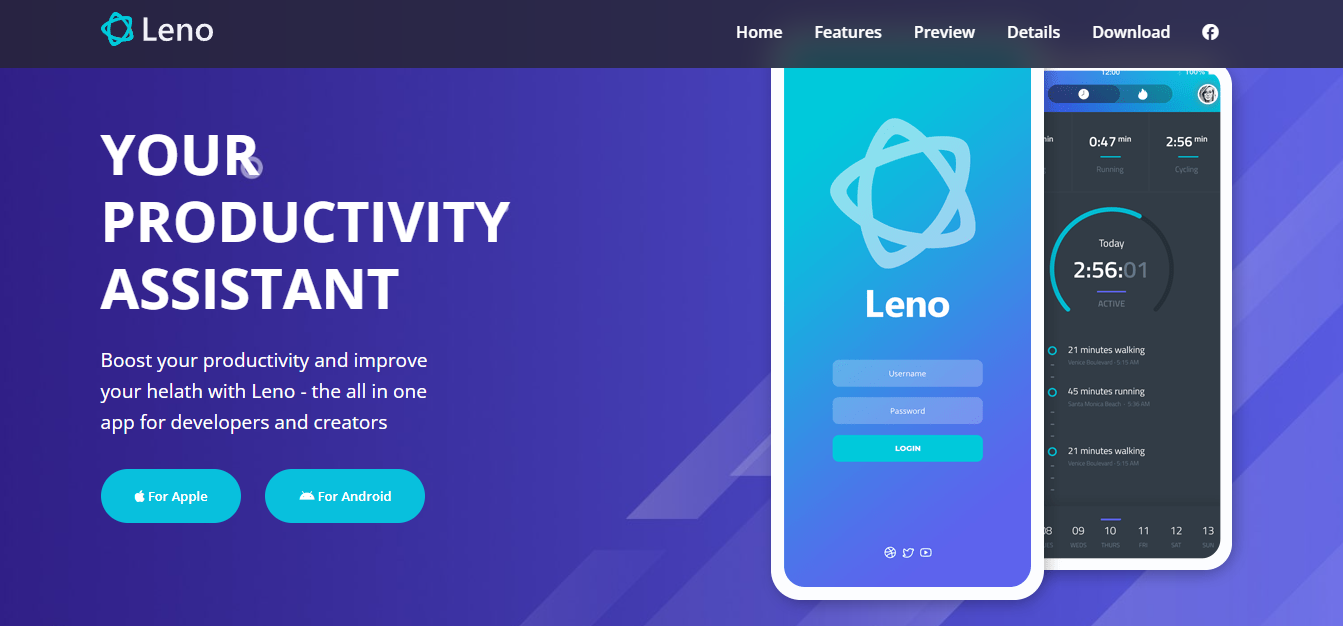 Leno
Home Features Preview Details Download
YOUR
PRODUCTIVITY
ASSISTANT
Boost your productivity and improve
your helath with Leno - the all in one
app for developers and creators
For Apple For Android
Leno
Username
Password
LOGIN
12:00 100%
min 0:47 min 2:56 min
Running Cycling
Today
2:56:01
ACTIVE
21 minutes walking
Venice Boulevard - 5:15 AM
45 minutes running
Santa Monica Beach - 5:36 AM
21 minutes walking
Venice Boulevard - 5:15 AM
09 10 11 12 13
WEDS THURS FRI SAT SUN